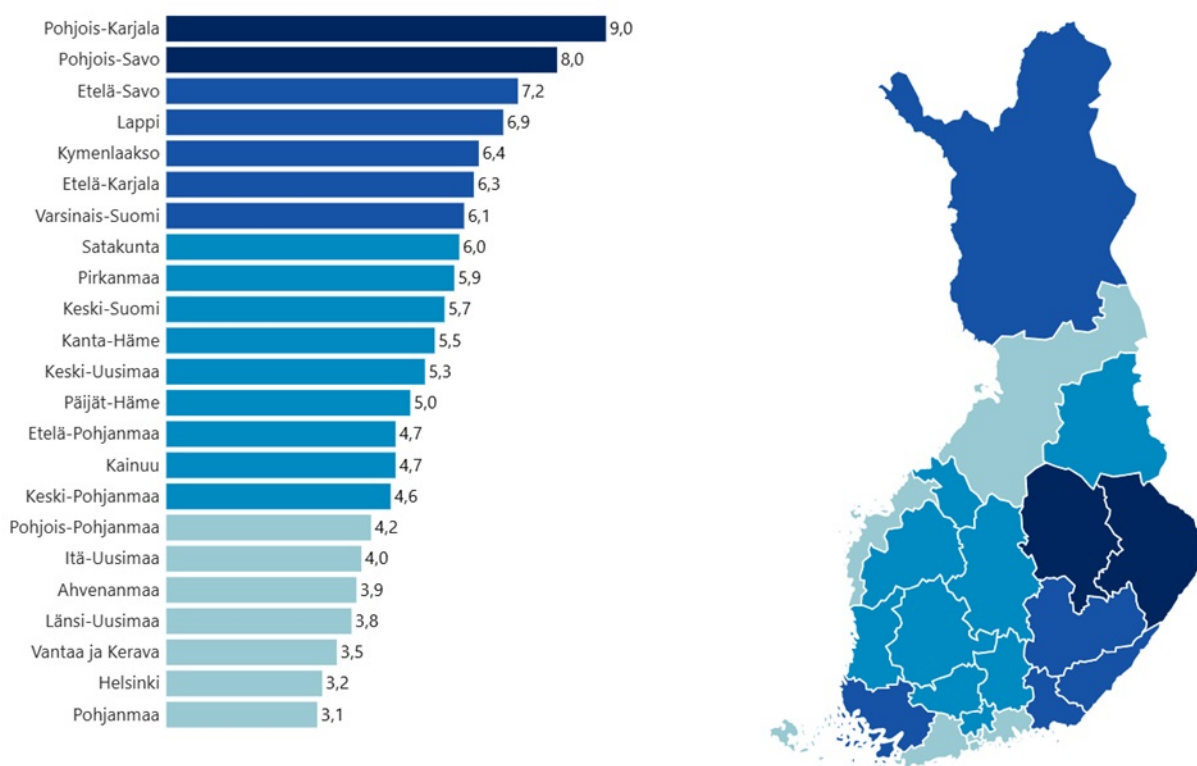 Pohjois-Karjala 9,0
Pohjois-Savo 8,0
Etelä-Savo 7,2
Lappi 6,9
Kymenlaakso 6,4
Etelä-Karjala 6,3
Varsinais-Suomi 6,1
Satakunta 6,0
Pirkanmaa 5,9
Keski-Suomi 5,7
Kanta-Häme 5,5
Keski-Uusimaa 5,3
Päijät-Häme 5,0
Etelä-Pohjanmaa 4,7
Kainuu 4,7
Keski-Pohjanmaa 4,6
Pohjois-Pohjanmaa 4,2
Itä-Uusimaa 4,0
Ahvenanmaa 3,9
Länsi-Uusimaa 3,8
Vantaa ja Kerava 3,5
Helsinki 3,2
Pohjanmaa 3,1